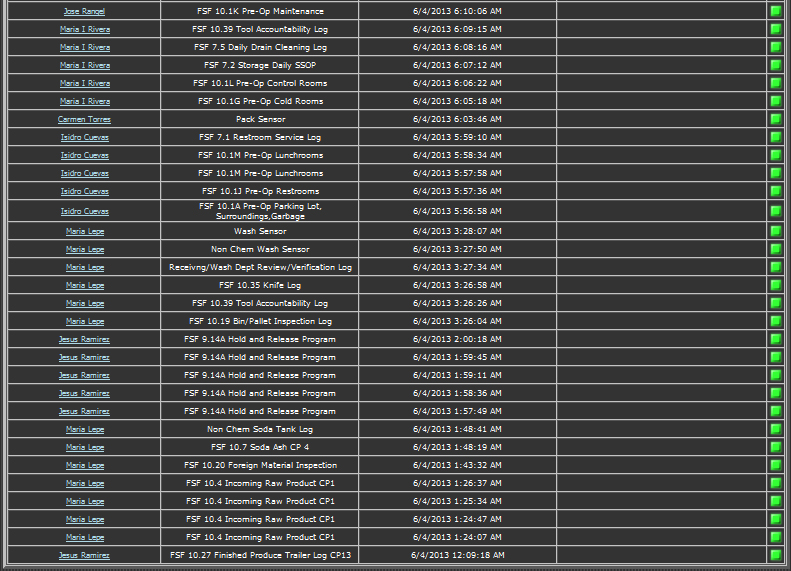 Jose Rangel FSF 10.1K Pre-Op Maintenance 6/4/2013 6:10:06 AM
Maria I Rivera FSF 10.39 Tool Accountability Log 6/4/2013 6:09:15 AM
Maria I Rivera FSF 7.5 Daily Drain Cleaning Log 6/4/2013 6:08:16 AM
Maria I Rivera FSF 7.2 Storage Daily SSOP 6/4/2013 6:07:12 AM
Maria I Rivera FSF 10.1L Pre-Op Control Rooms 6/4/2013 6:06:22 AM
Maria I Rivera FSF 10.1G Pre-Op Cold Rooms 6/4/2013 6:05:18 AM
Carmen Torres Pack Sensor 6/4/2013 6:03:46 AM
Isidro Cuevas FSF 7.1 Restroom Service Log 6/4/2013 5:59:10 AM
Isidro Cuevas FSF 10.1M Pre-Op Lunchrooms 6/4/2013 5:58:34 AM
Isidro Cuevas FSF 10.1M Pre-Op Lunchrooms 6/4/2013 5:57:58 AM
Isidro Cuevas FSF 10.1J Pre-Op Restrooms 6/4/2013 5:57:36 AM
Isidro Cuevas FSF 10.1A Pre-Op Parking Lot, 6/4/2013 5:56:58 AM
Surroundings,Garbage
Maria Lepe Wash Sensor 6/4/2013 3:28:07 AM
Maria Lepe Non Chem Wash Sensor 6/4/2013 3:27:50 AM
Maria Lepe Receivng/Wash Dept Review/Verification Log 6/4/2013 3:27:34 AM
Maria Lepe FSF 10.35 Knife Log 6/4/2013 3:26:58 AM
Maria Lepe FSF 10.39 Tool Accountability Log 6/4/2013 3:26:26 AM
Maria Lepe FSF 10.19 Bin/Pallet Inspection Log 6/4/2013 3:26:04 AM
Jesus Ramirez FSF 9.14A Hold and Release Program 6/4/2013 2:00:18 AM
Jesus Ramirez FSF 9.14A Hold and Release Program 6/4/2013 1:59:45 AM
Jesus Ramirez FSF 9.14A Hold and Release Program 6/4/2013 1:59:11 AM
Jesus Ramirez FSF 9.14A Hold and Release Program 6/4/2013 1:58:36 AM
Jesus Ramirez FSF 9.14A Hold and Release Program 6/4/2013 1:57:49 AM
Maria Lepe Non Chem Soda Tank Log 6/4/2013 1:48:41 AM
Maria Lepe FSF 10.7 Soda Ash CP 4 6/4/2013 1:48:19 AM
Maria Lepe FSF 10.20 Foreign Material Inspection 6/4/2013 1:43:32 AM
Maria Lepe FSF 10.4 Incoming Raw Product CP1 6/4/2013 1:26:37 AM
Maria Lepe FSF 10.4 Incoming Raw Product CP1 6/4/2013 1:25:34 AM
Maria Lepe FSF 10.4 Incoming Raw Product CP1 6/4/2013 1:24:47 AM
Maria Lepe FSF 10.4 Incoming Raw Product CP1 6/4/2013 1:24:07 AM
Jesus Ramirez FSF 10.27 Finished Produce Trailer Log CP13 6/4/2013 12:09:18 AM